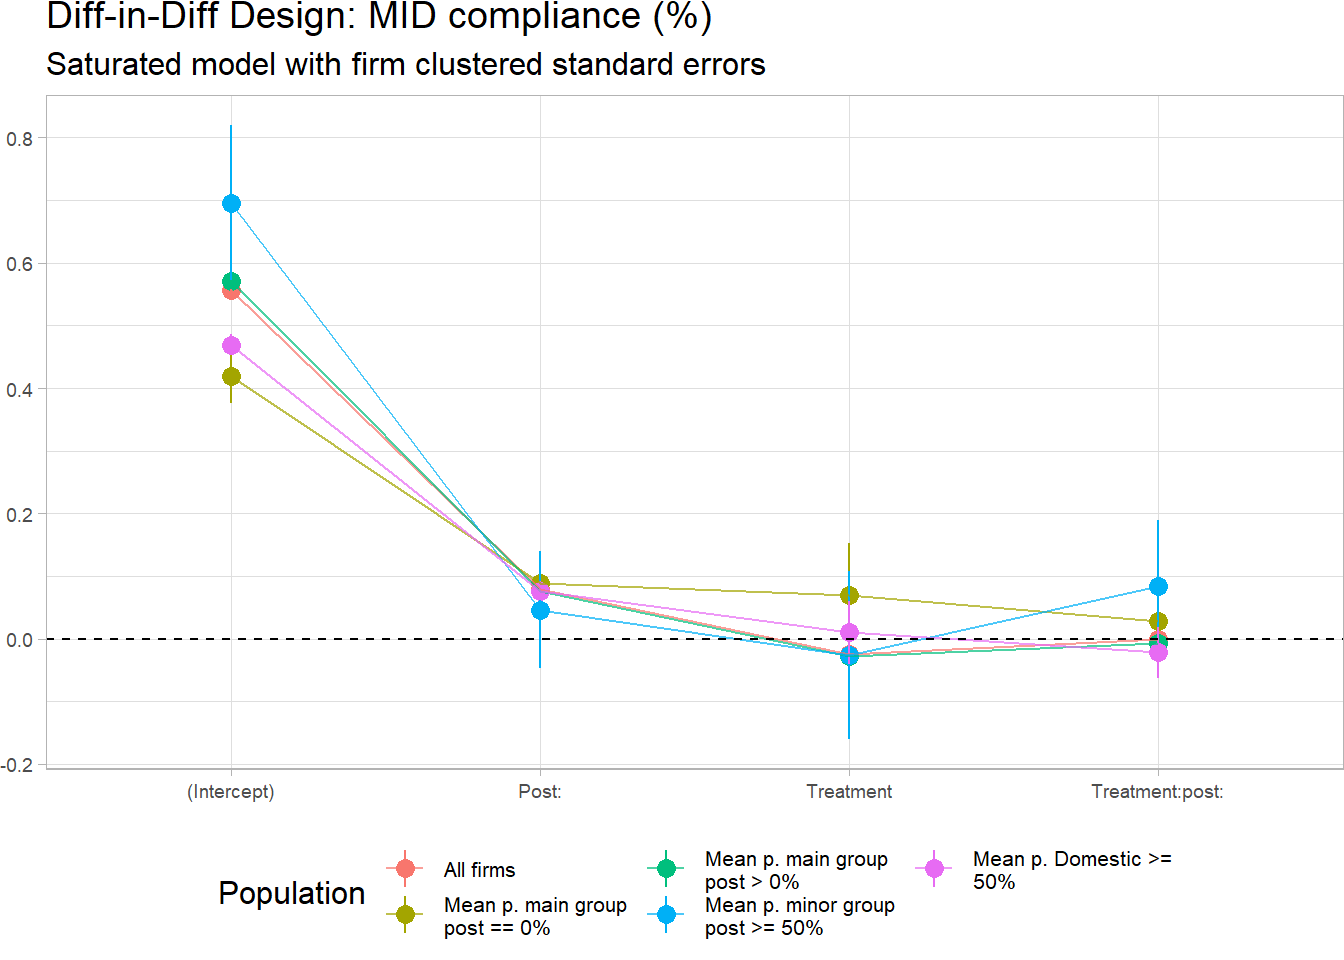 Diff-in-Diff Design: MID compliance (%)
Saturated model with firm clustered standard errors
0.8
0.6
0.4
0.2
0.0
-0.2
(Intercept)
Post:
Treatment
Treatment:post:
Population
All firms
Mean p. main group
post == 0%
Mean p. main group
post > 0%
Mean p. minor group
post >= 50%
Mean p. Domestic >=
50%